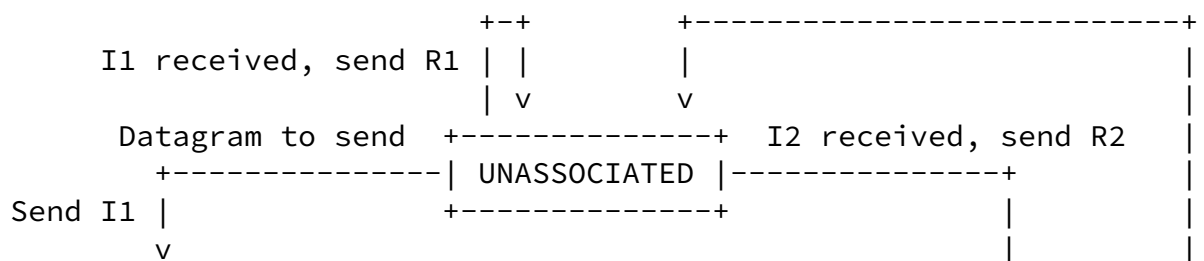 +-+        +---------------------------+
     I1 received, send R1 | |        |                           |
                          | v        v                           |
      Datagram to send  +--------------+  I2 received, send R2   |
        +---------------| UNASSOCIATED |---------------+         |
Send I1 |               +--------------+               |         |
        v                                              |         |